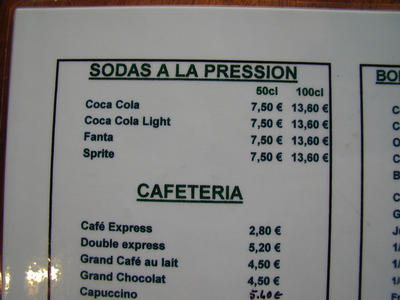 SODAS A LA PRESSION
50cl 100cl
Coca Cola 7,50 € 13,60 €
Coca Cola Light 7,50 € 13,60 €
Fanta 7,50 € 13,60 €
Sprite 7,50 € 13,60 €
CAFETERIA
Café Express 2,80 €
Double express 5,20 €
Grand Café au lait 4,50 €
Grand Chocolat 4,50 €
Capuccino 5.40 €